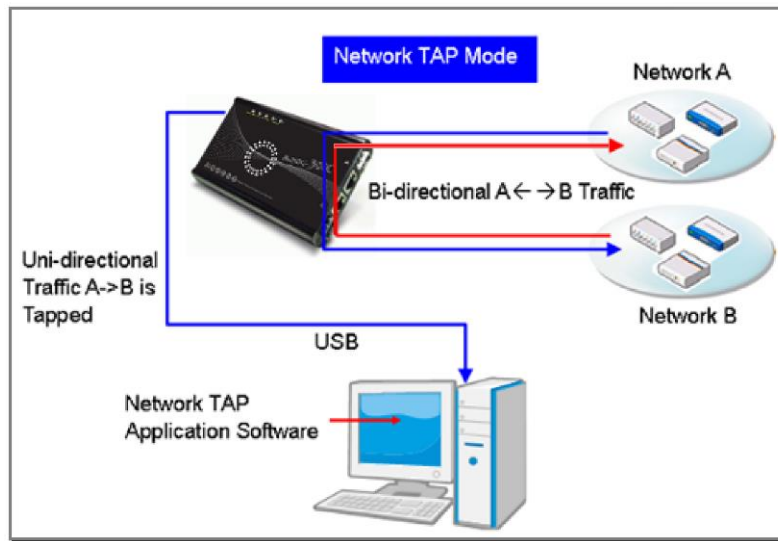 Network TAP Mode
Network A
Bi-directional A← →B Traffic
Uni-directional
Traffic A->B is
Tapped
Network B
USB
Network TAP
Application Software